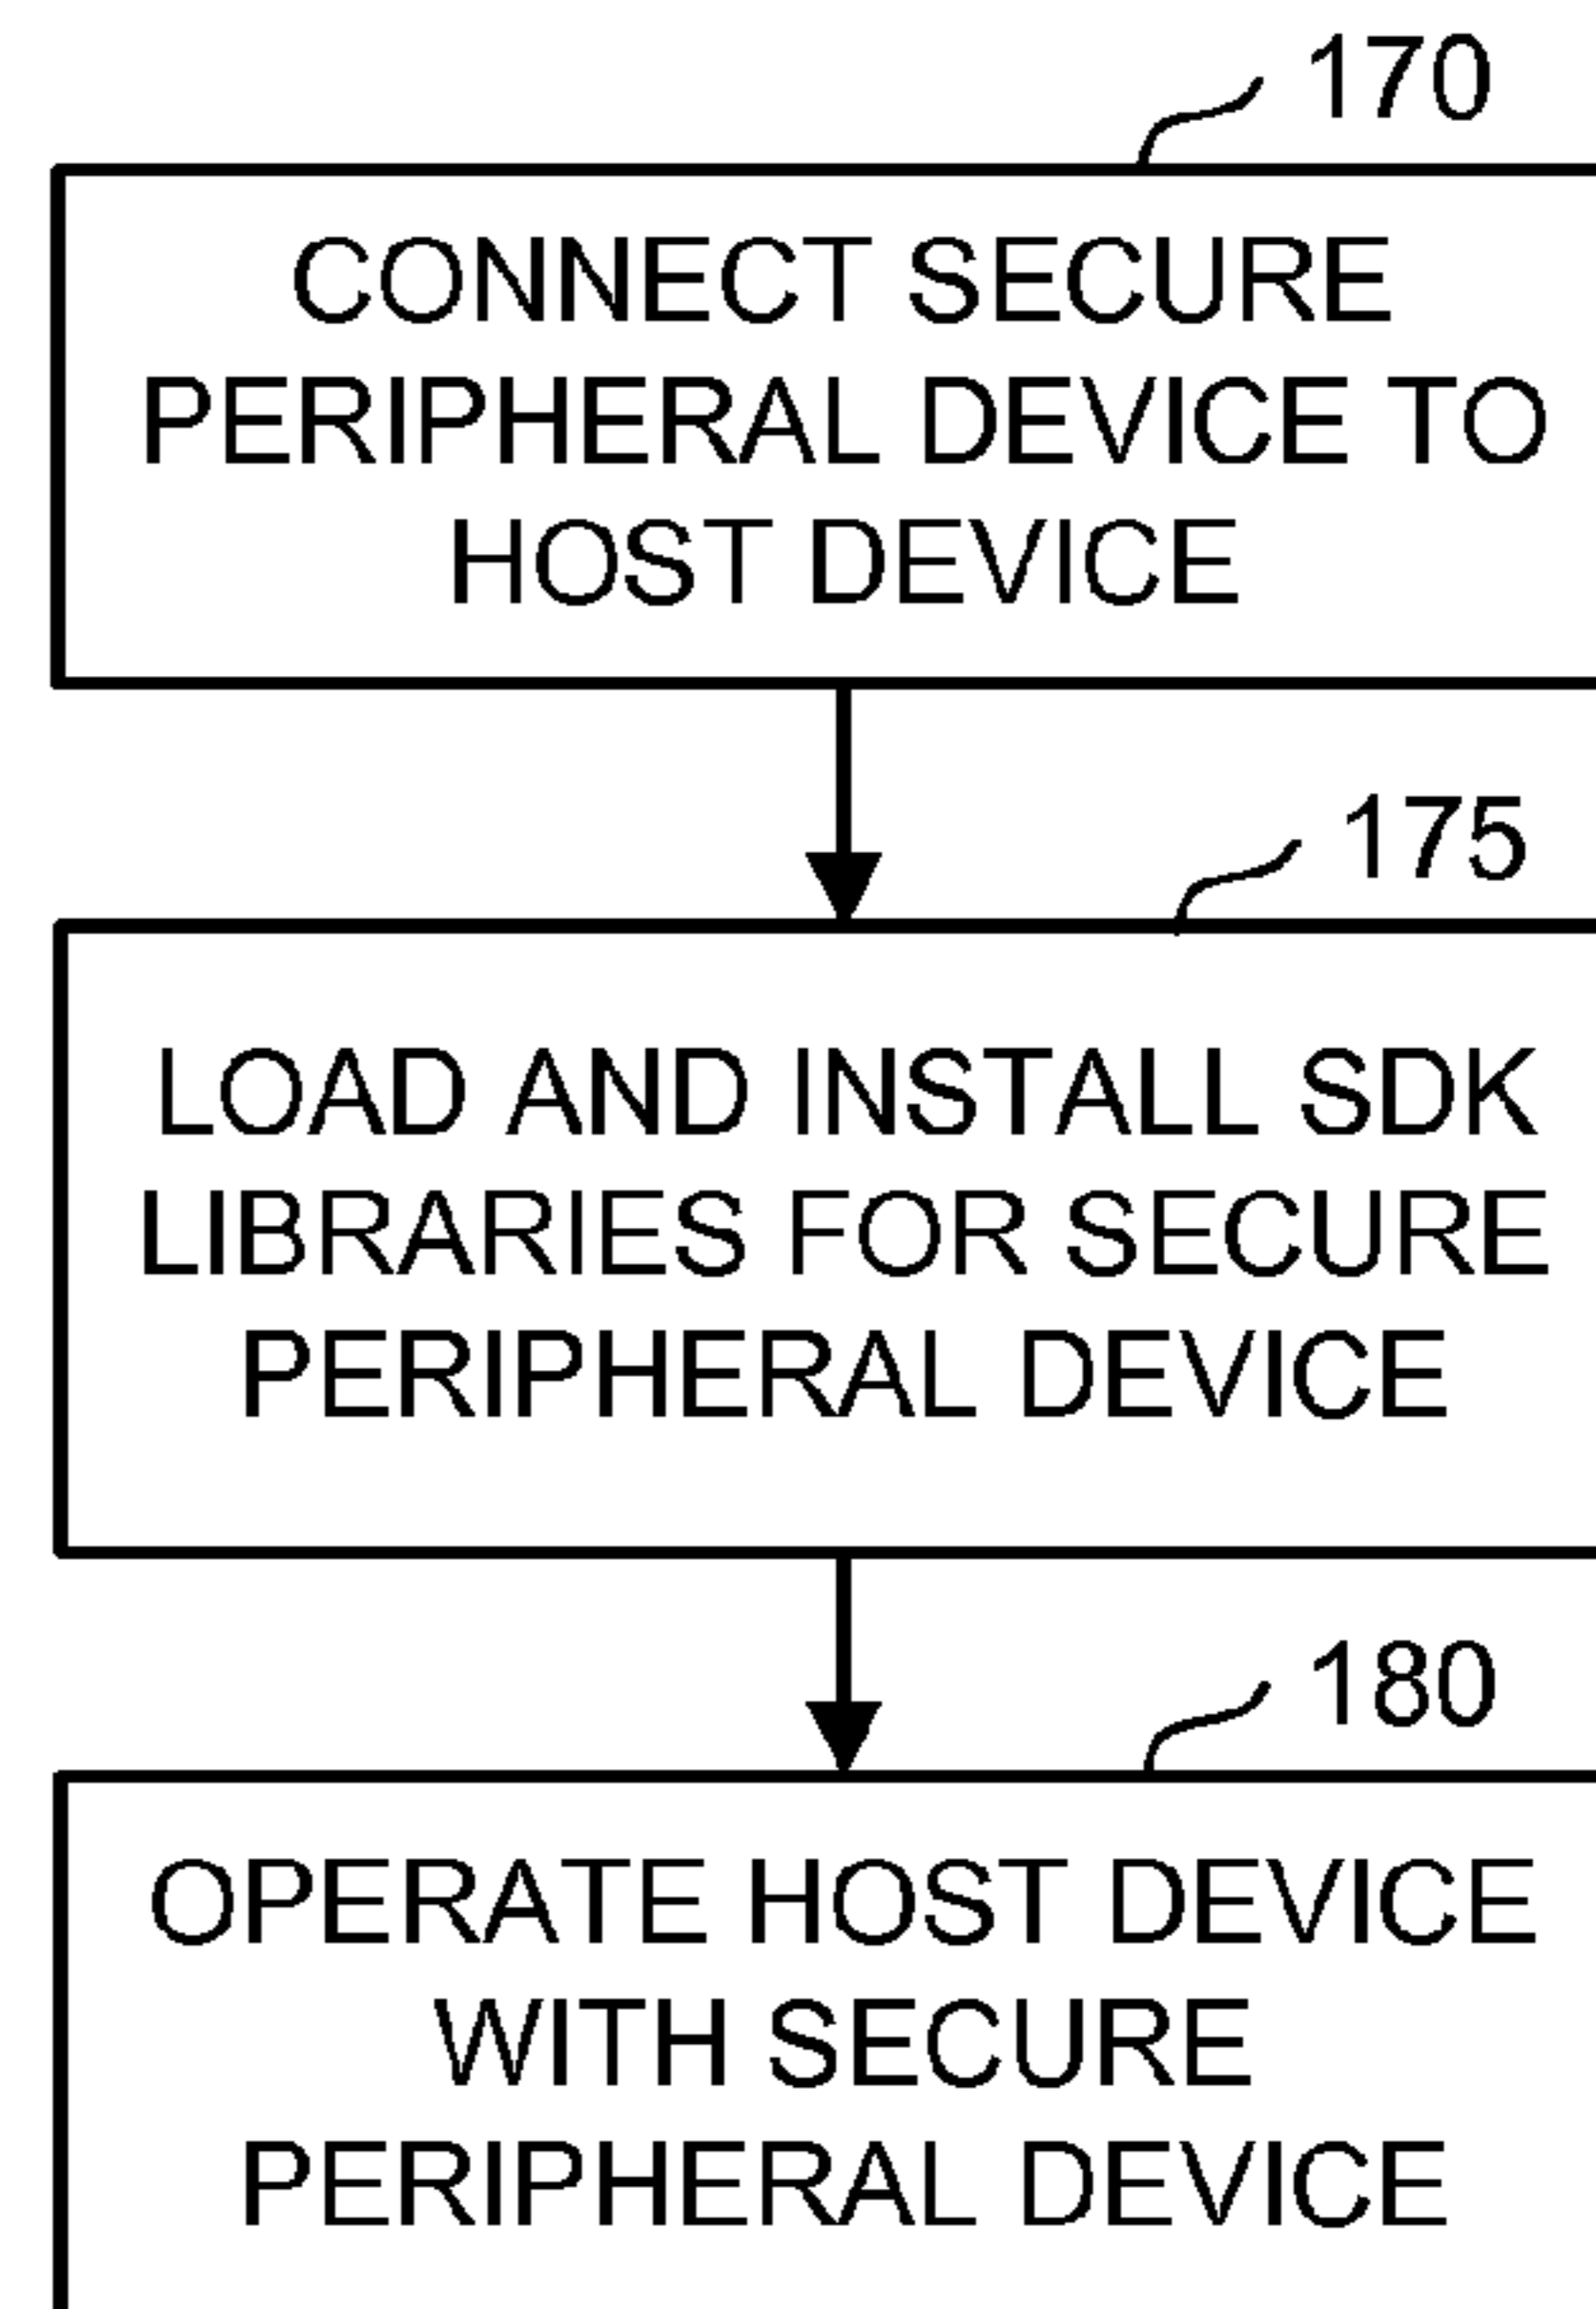 170
CONNECT SECURE
PERIPHERAL DEVICE TO
HOST DEVICE
175
LOAD AND INSTALL SDK
LIBRARIES FOR SECURE
PERIPHERAL DEVICE
180
OPERATE HOST DEVICE
WITH SECURE
PERIPHERAL DEVICE